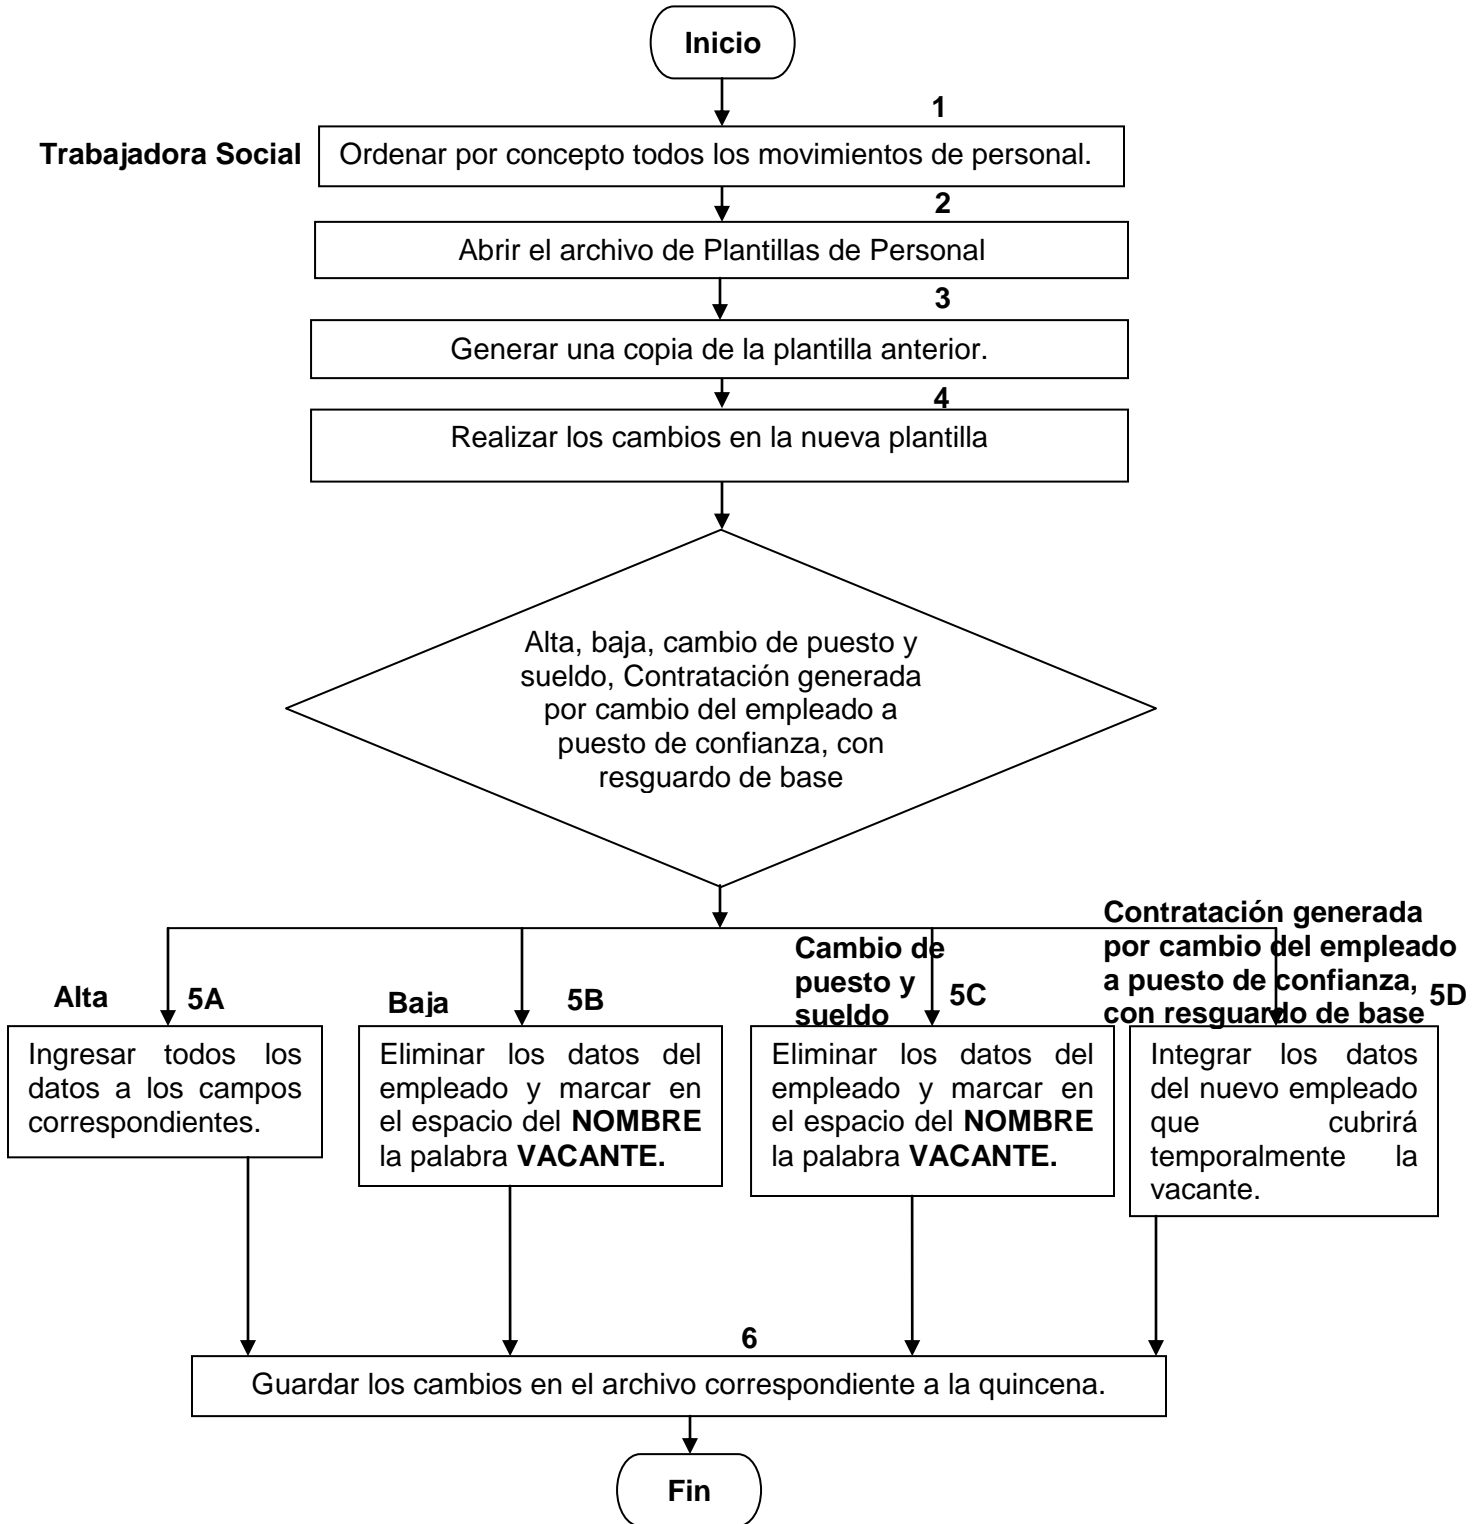 Inicio
1
Trabajadora Social
Ordenar por concepto todos los movimientos de personal.
2
Abrir el archivo de Plantillas de Personal
3
Generar una copia de la plantilla anterior.
4
Realizar los cambios en la nueva plantilla
Alta, baja, cambio de puesto y
sueldo, Contratación generada
por cambio del empleado a
puesto de confianza, con
resguardo de base
Alta
5A
Ingresar todos los
datos a los campos
correspondientes.
Baja
5B
Eliminar los datos del
empleado y marcar en
el espacio del NOMBRE
la palabra VACANTE.
Cambio de
puesto y
sueldo
5C
Eliminar los datos del
empleado y marcar en
el espacio del NOMBRE
la palabra VACANTE.
Contratación generada
por cambio del empleado
a puesto de confianza,
con resguardo de base
5D
Integrar los datos
del nuevo empleado
que cubrirá
temporalmente la
vacante.
6
Guardar los cambios en el archivo correspondiente a la quincena.
Fin